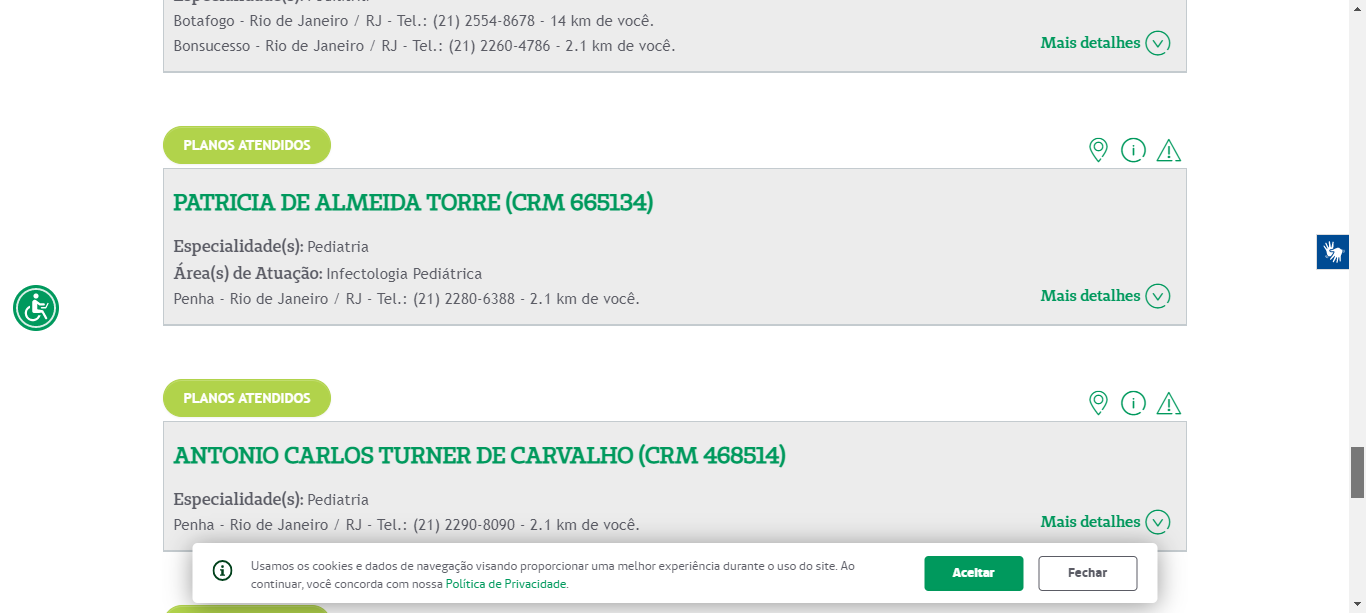 Botafogo - Rio de Janeiro / RJ - Tel.: (21) 2554-8678 - 14 km de você.
Bonsucesso - Rio de Janeiro / RJ - Tel.: (21) 2260-4786 - 2.1 km de você.
Mais detalhes
PLANOS ATENDIDOS
PATRICIA DE ALMEIDA TORRE (CRM 665134)
Especialidade(s): Pediatria
Área(s) de Atuação: Infectologia Pediátrica
Penha - Rio de Janeiro / RJ - Tel.: (21) 2280-6388 - 2.1 km de você.
Mais detalhes
PLANOS ATENDIDOS
ANTONIO CARLOS TURNER DE CARVALHO (CRM 468514)
Especialidade(s): Pediatria
Penha - Rio de Janeiro / RJ - Tel.: (21) 2290-8090 - 2.1 km de você.
Mais detalhes
Usamos os cookies e dados de navegação visando proporcionar uma melhor experiência durante o uso do site. Ao
continuar, você concorda com nossa Política de Privacidade.
Aceitar
Fechar